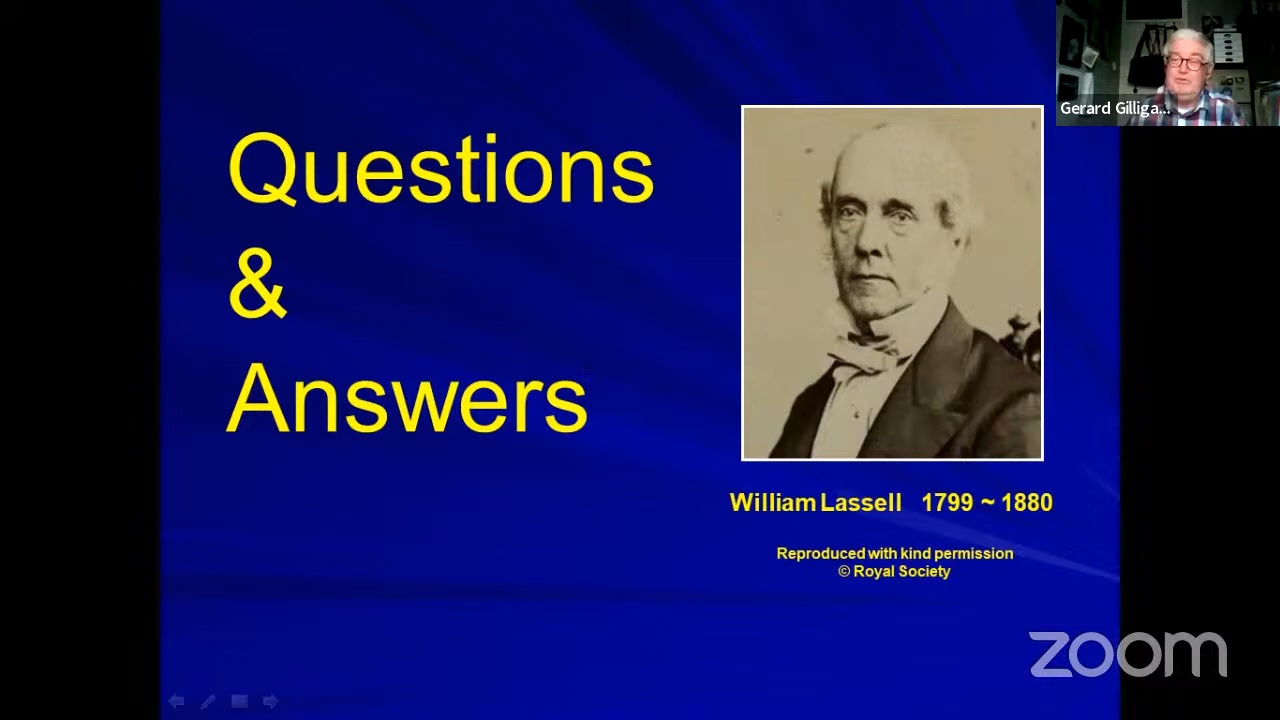 Questions
&
Answers
Gerard Gilliga...
William Lassell 1799 ~ 1880
Reproduced with kind permission
© Royal Society
zoom